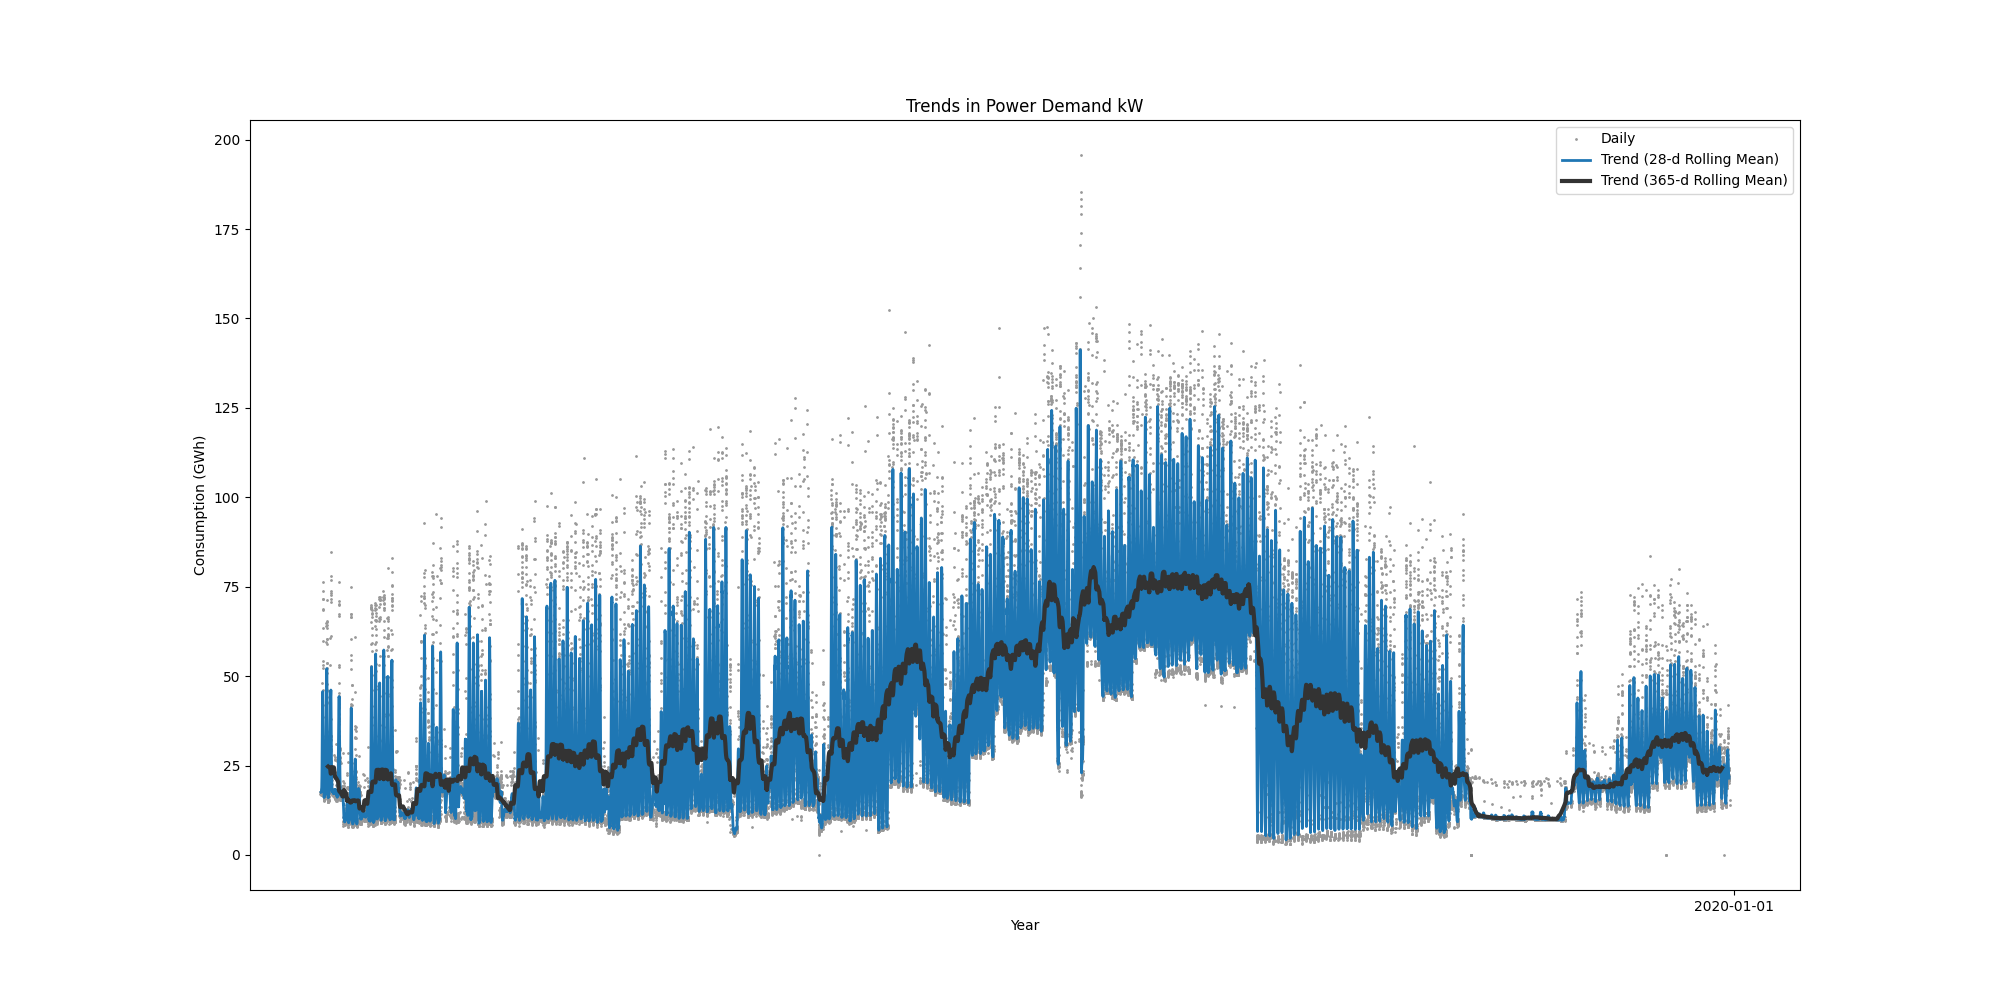 Trends in Power Demand kW
200
175
150
125
100
75
50
25
0
Consumption (GWh)
Daily
Trend (28-d Rolling Mean)
Trend (365-d Rolling Mean)
2020-01-01
Year